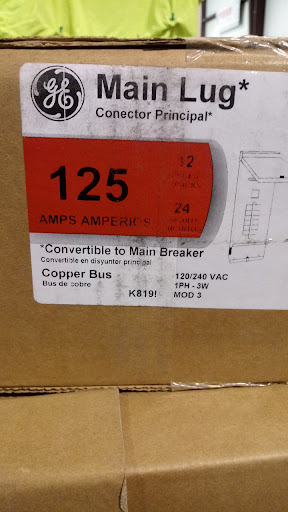 GE
Main Lug*
Conector Principal*
125
AMPS AMPERIOS
12
24
*Convertible to Main Breaker
Convertible en disyuntor principal
Copper Bus
Bus de cobre
120/240 VAC
1PH - 3W
K819!
MOD 3